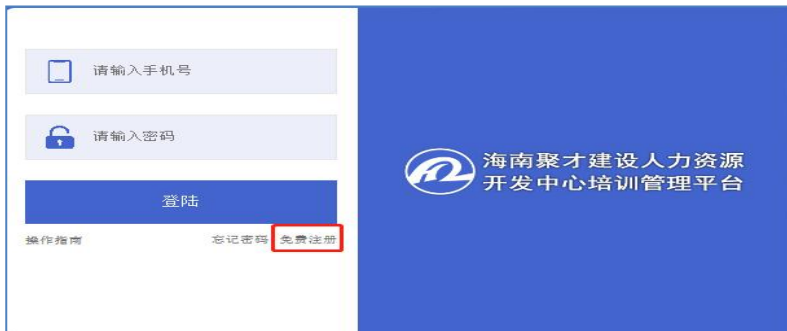 请输入手机号
请输入密码
登陆
操作指南
忘记密码 免费注册
海南聚才建设人力资源
开发中心培训管理平台